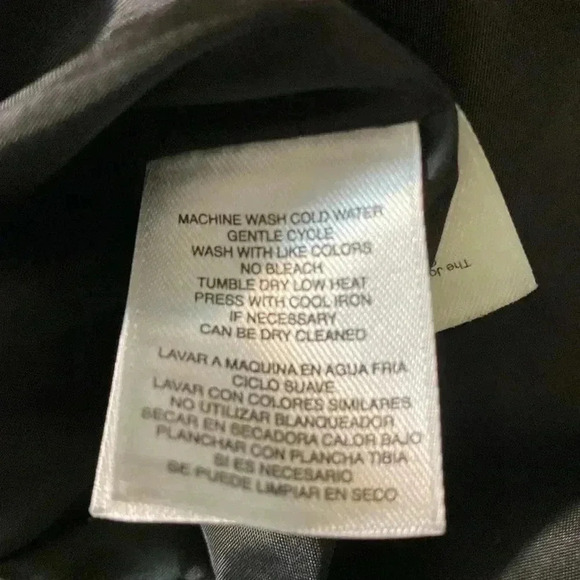 MACHINE WASH COLD WATER
GENTLE CYCLE
WASH WITH LIKE COLORS
NO BLEACH
TUMBLE DRY LOW HEAT
PRESS WITH COOL IRON
IF NECESSARY
CAN BE DRY CLEANED
LAVAR A MAQUINA EN AGUA FRIA
CICLO SUAVE
LAVAR CON COLORES SIMILARES
NO UTILIZAR BLANQUEADOR
SECAR EN SECADORA CALOR BAJO
PLANCHAR CON PLANCHA TIBIA
SI ES NECESARIO
SE PUEDE LIMPIAR EN SECO
The